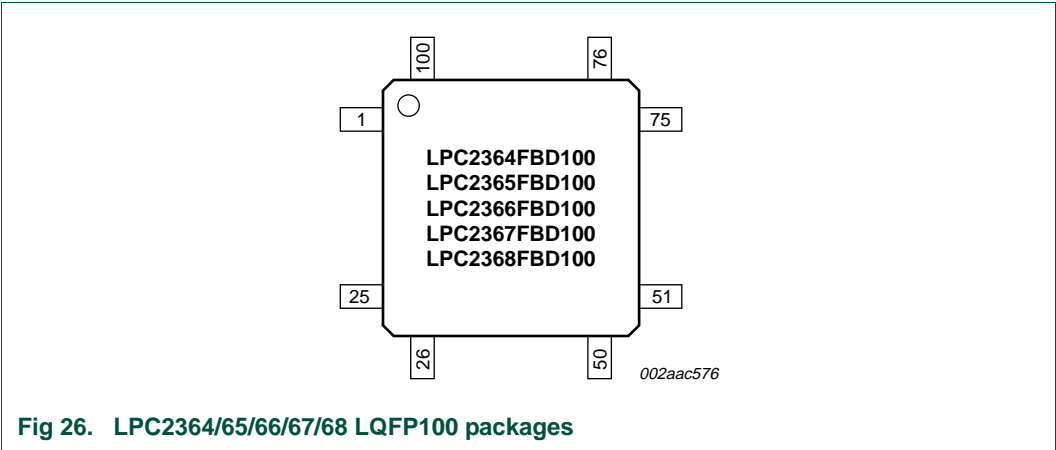 100
76
1
75
LPC2364FBD100
LPC2365FBD100
LPC2366FBD100
LPC2367FBD100
LPC2368FBD100
25
51
26
50
002aac576
Fig 26. LPC2364/65/66/67/68 LQFP100 packages